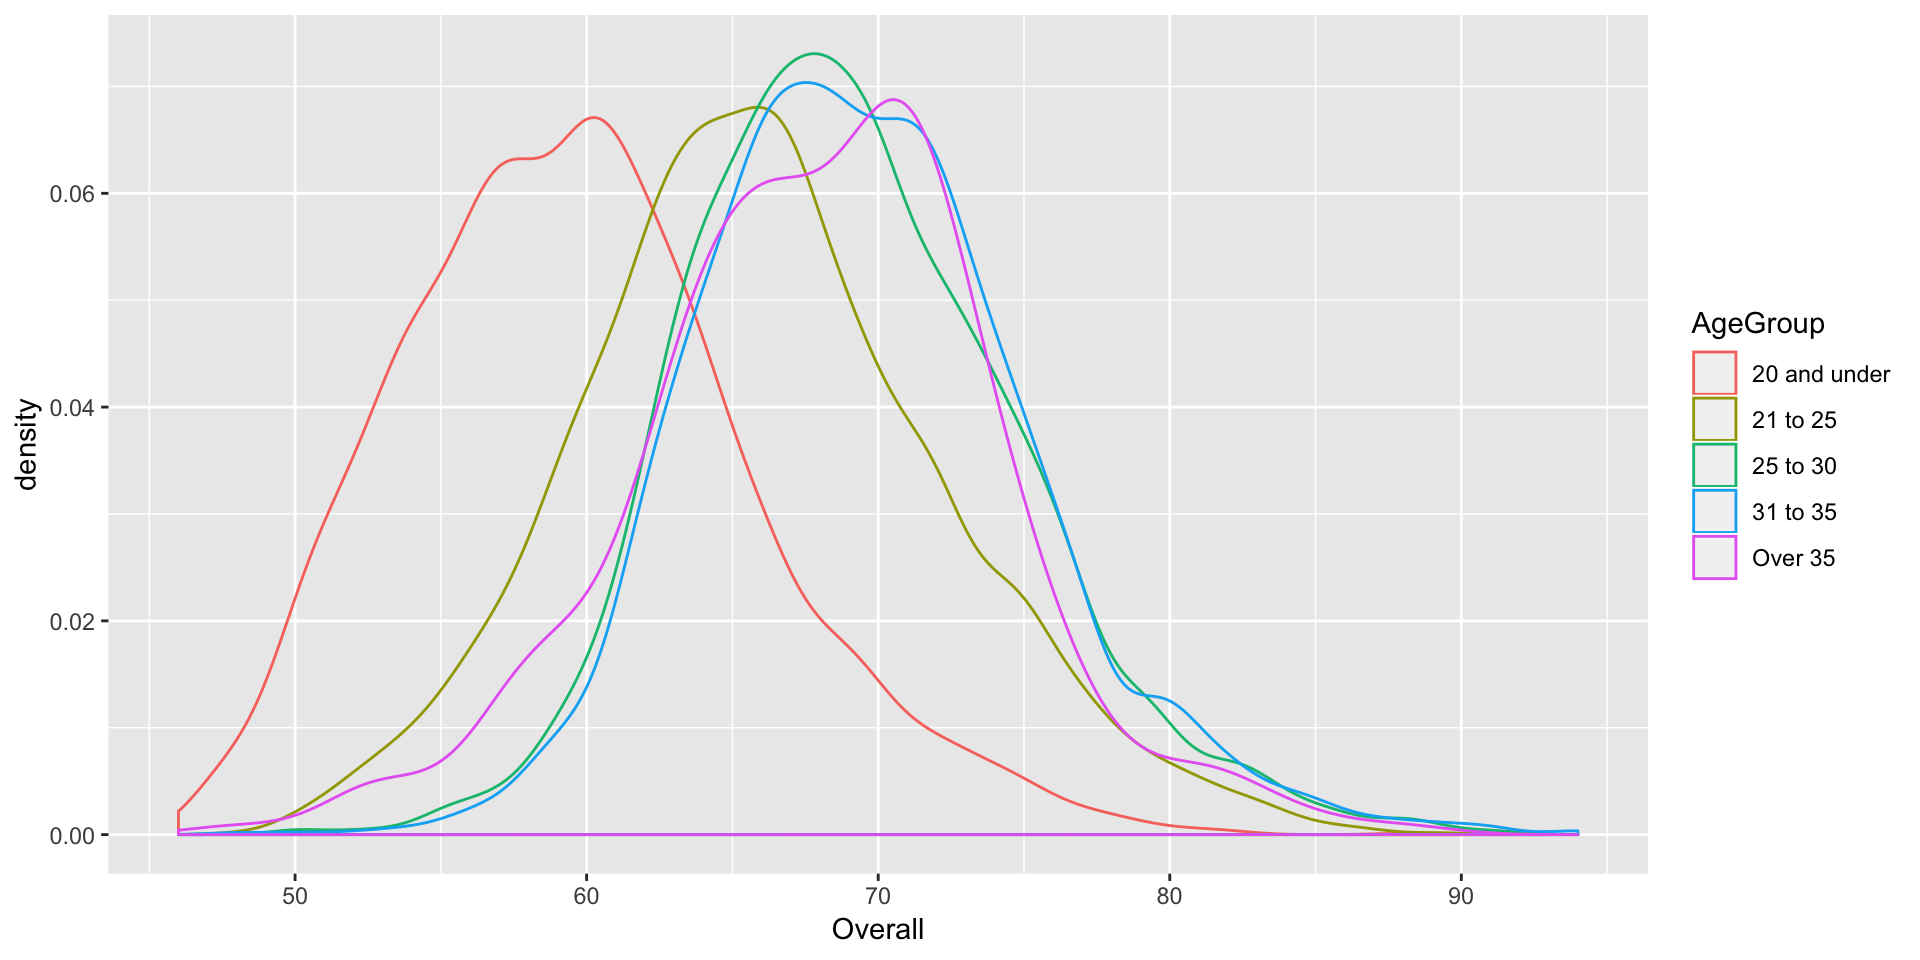 density
0.06
0.04
0.02
0.00
50 60 70 80 90
Overall
AgeGroup
20 and under
21 to 25
25 to 30
31 to 35
Over 35